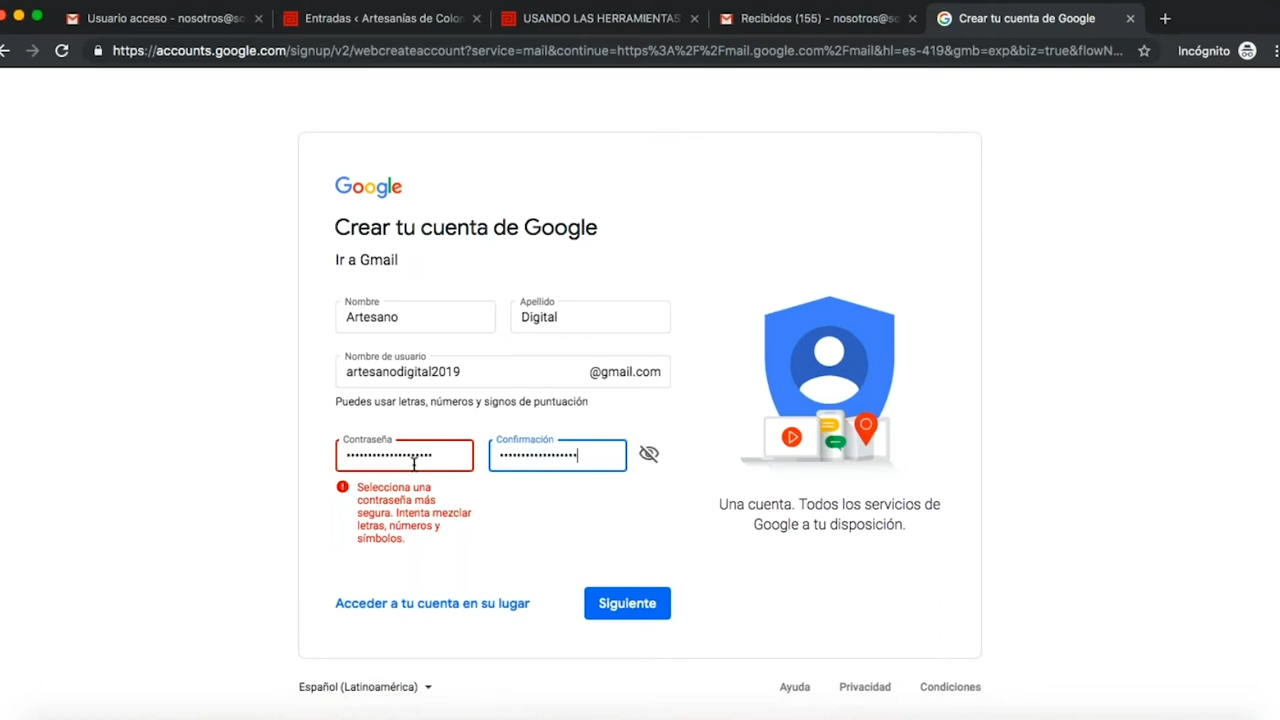 Usuario acceso - nosotros@so
Entradas ‹ Artesanías de Colon
USANDO LAS HERRAMIENTAS
Recibidos (155) - nosotros@so
Crear tu cuenta de Google
https://accounts.google.com/signup/v2/webcreateaccount?service=mail&continue=https%3A%2F%2Fmail.google.com%2Fmail&hl=es-419&gmb=exp&biz=true&flowN...
Incógnito
Google
Crear tu cuenta de Google
Ir a Gmail
Nombre
Artesano
Apellido
Digital
Nombre de usuario
artesanodigital2019
@gmail.com
Puedes usar letras, números y signos de puntuación
Contraseña
Confirmación
Selecciona una
contraseña más
segura. Intenta mezclar
letras, números y
símbolos.
Una cuenta. Todos los servicios de
Google a tu disposición.
Acceder a tu cuenta en su lugar
Siguiente
Español (Latinoamérica)
Ayuda
Privacidad
Condiciones